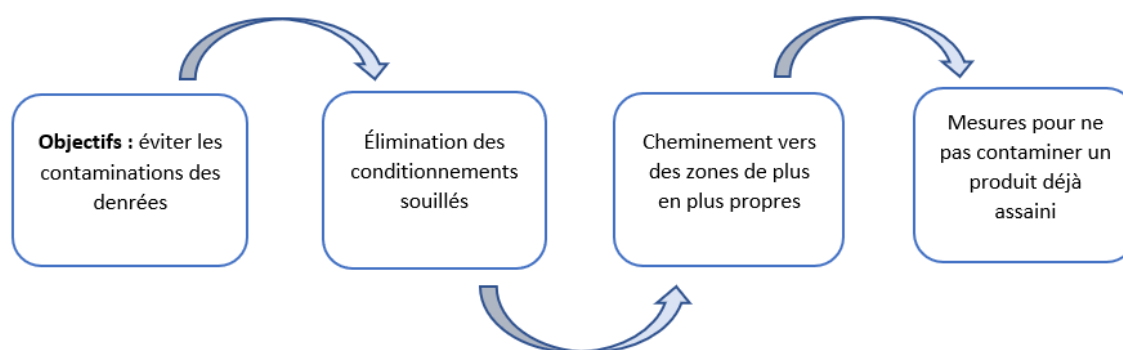 Objectifs : éviter les
contaminations des
denrées
Élimination des
conditionnements
souillés
Cheminement vers
des zones de plus
en plus propres
Mesures pour ne
pas contaminer un
produit déjà
assaini